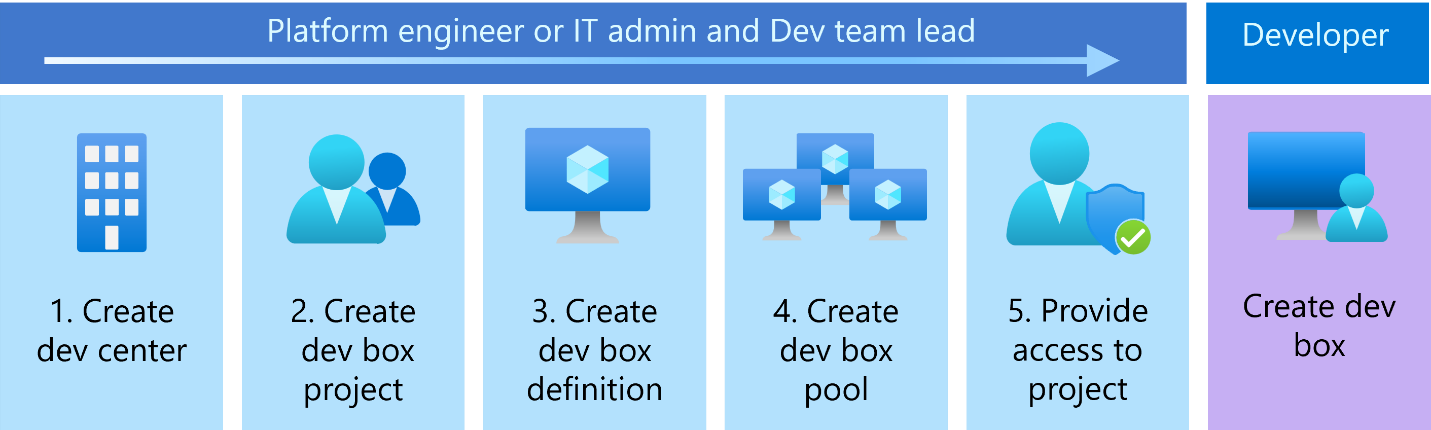 Platform engineer or IT admin and Dev team lead
Developer
1. Create
dev center
2. Create
dev box
project
3. Create
dev box
definition
4. Create
dev box
pool
5. Provide
access to
project
Create dev
box